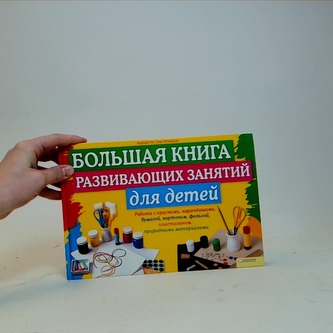 БОЛЬШАЯ КНИГА
РАЗВИВАЮЩИХ ЗАНЯТИЙ
для детей
Работа с красками, карандашами,
бумагой, картоном, фольгой,
пластилином,
природными материалами